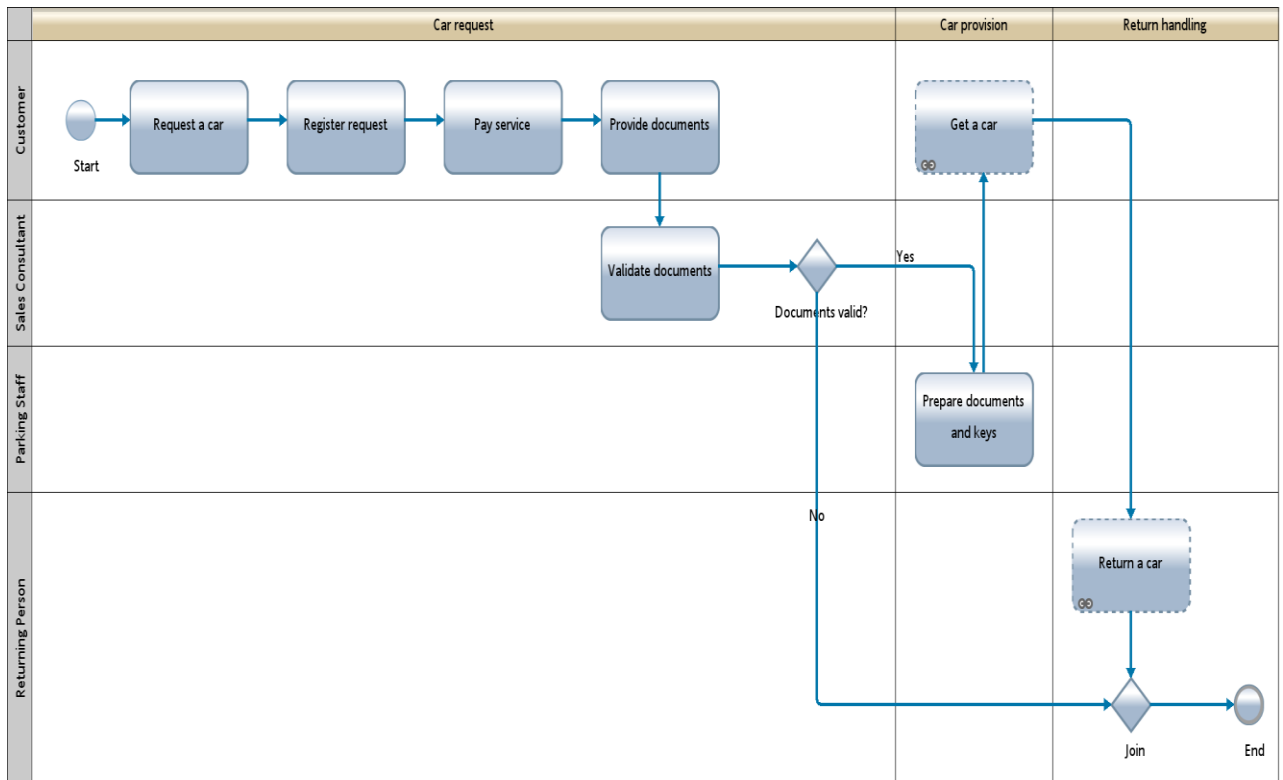 Car request
Car provision
Return handling
Customer
Start
Request a car
Register request
Pay service
Provide documents
Get a car
Sales Consultant
Validate documents
Documents valid?
Yes
Parking Staff
Prepare documents
and keys
Returning Person
No
Return a car
Join
End